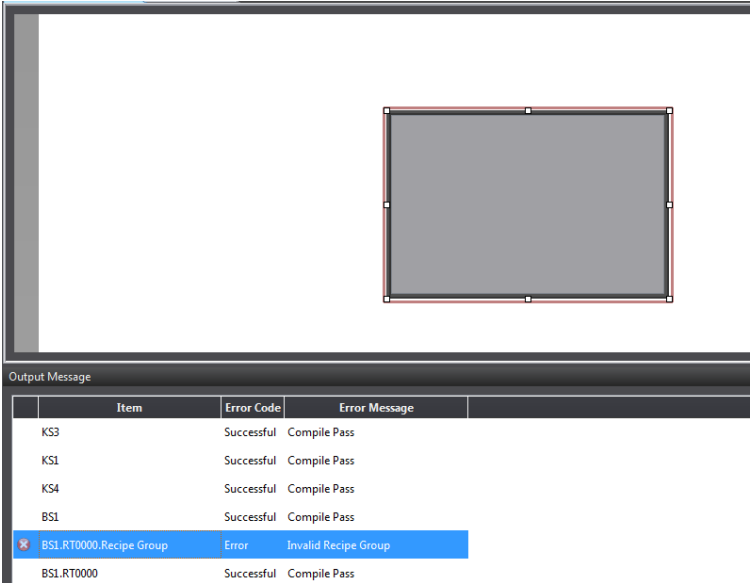 Output Message
Item Error Code Error Message
KS3 Successful Compile Pass
KS1 Successful Compile Pass
KS4 Successful Compile Pass
BS1 Successful Compile Pass
BS1.RT0000.Recipe Group Error Invalid Recipe Group
BS1.RT0000 Successful Compile Pass